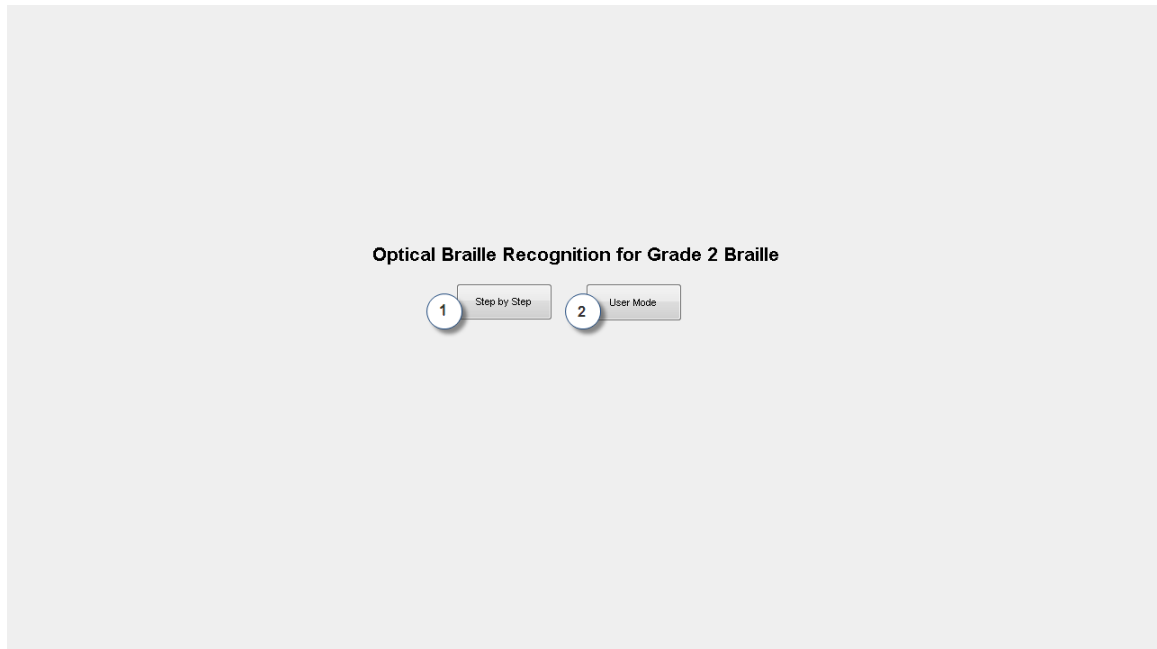 Optical Braille Recognition for Grade 2 Braille
1 Step by Step 2 User Mode